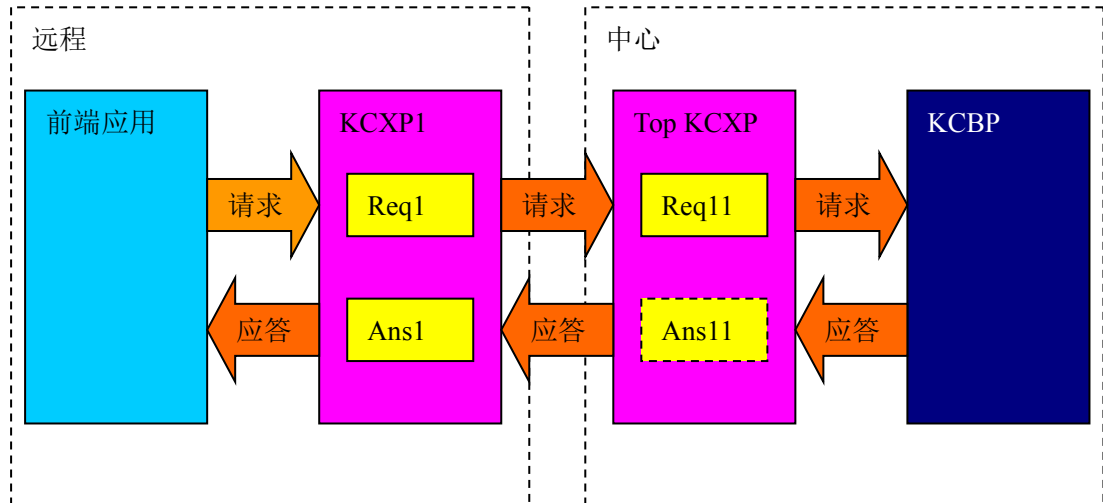 远程
中心
前端应用
KCXP1
Top KCXP
KCBP
请求
Req1
请求
Req11
请求
应答
Ans1
应答
Ans11
应答